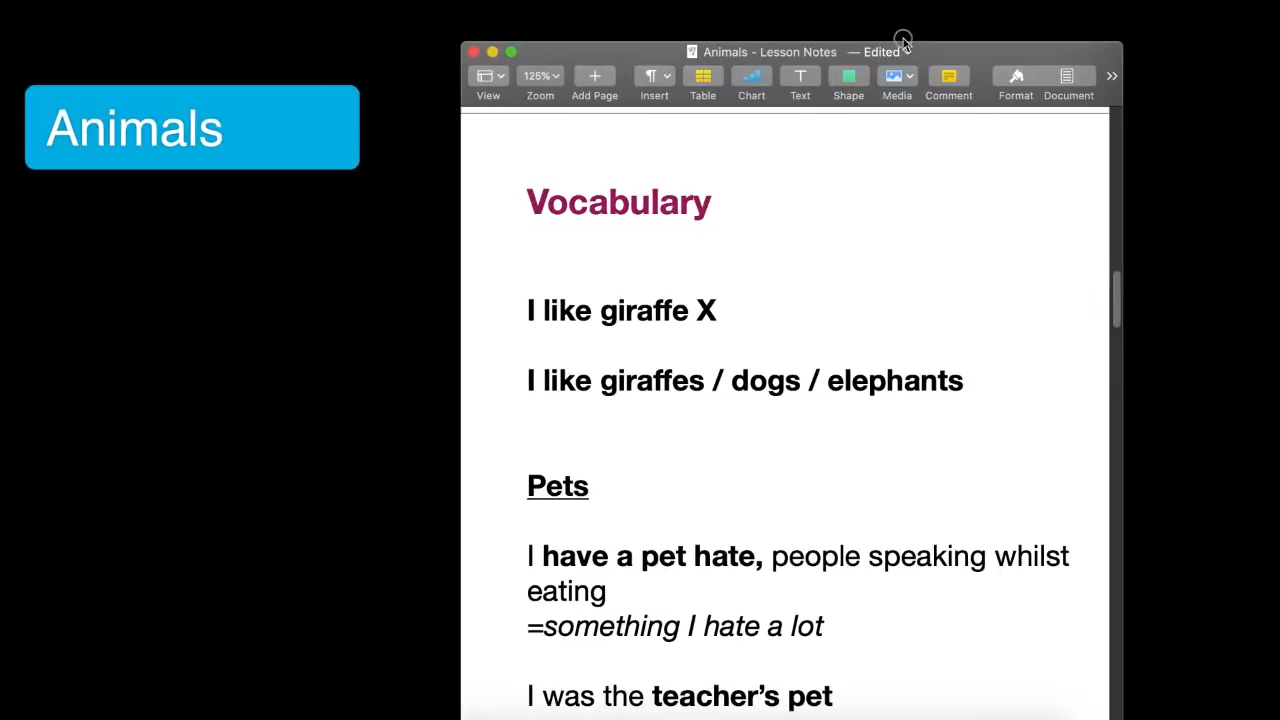 Animals
Animals - Lesson Notes — Edited
125%
View Zoom Add Page Insert Table Chart Text Shape Media Comment Format Document
Vocabulary
I like giraffe X
I like giraffes / dogs / elephants
Pets
I have a pet hate, people speaking whilst
eating
=something I hate a lot
I was the teacher’s pet